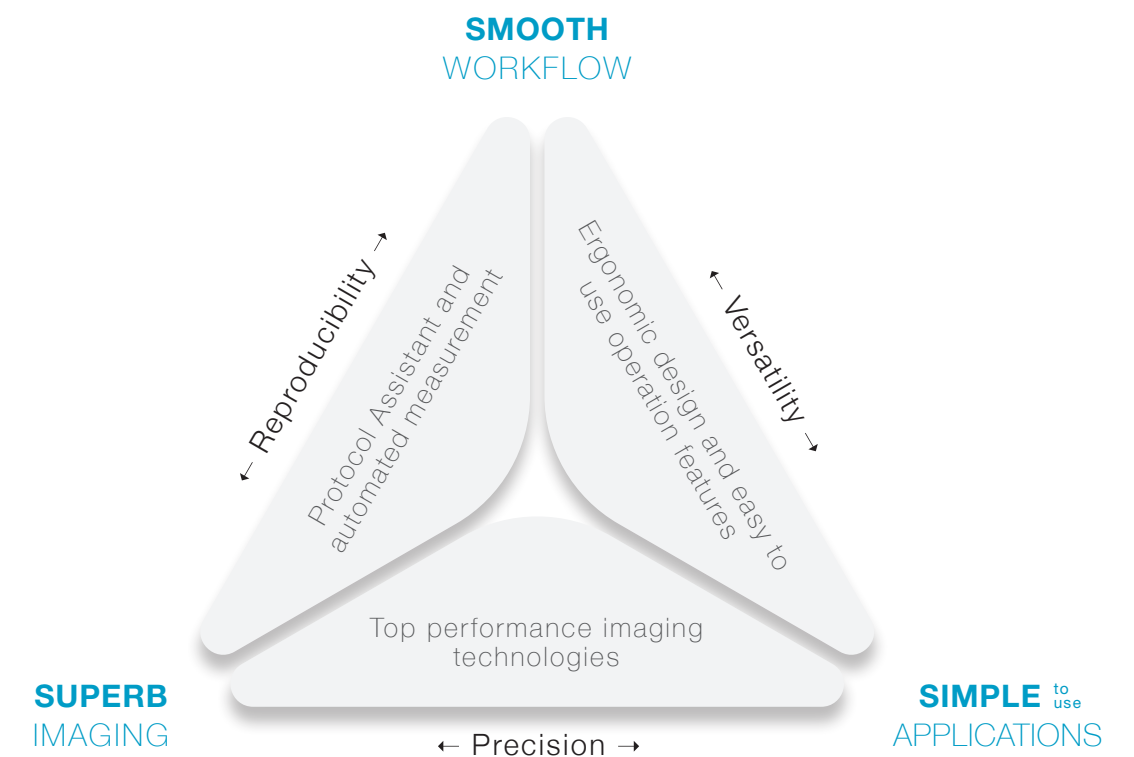 SMOOTH
WORKFLOW
← Reproducibility →
Protocol Assistant and
automated measurement
Ergonomic design and easy to
use operation features
← Versatility →
Top performance imaging
technologies
SUPERB
IMAGING
SIMPLE to use
APPLICATIONS
← Precision →